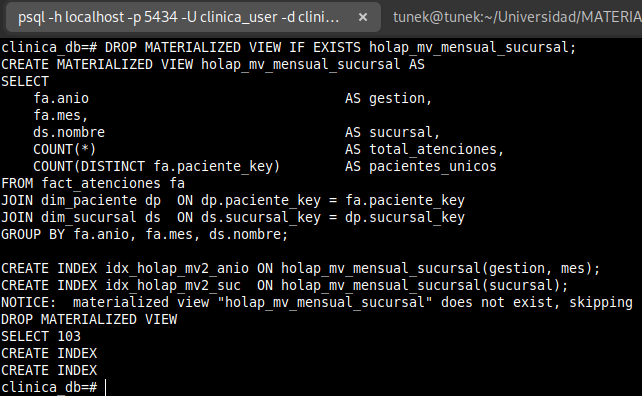 psql -h localhost -p 5434 -U clinica_user -d clini... ×
tunek@tunek:~/Universidad/MATERIA
clinica_db=# DROP MATERIALIZED VIEW IF EXISTS holap_mv_mensual_sucursal;
CREATE MATERIALIZED VIEW holap_mv_mensual_sucursal AS
SELECT
    fa.anio                                AS gestion,
    fa.mes,
    ds.nombre                              AS sucursal,
    COUNT(*)                               AS total_atenciones,
    COUNT(DISTINCT fa.paciente_key)        AS pacientes_unicos
FROM fact_atenciones fa
JOIN dim_paciente dp  ON dp.paciente_key = fa.paciente_key
JOIN dim_sucursal ds  ON ds.sucursal_key = dp.sucursal_key
GROUP BY fa.anio, fa.mes, ds.nombre;

CREATE INDEX idx_holap_mv2_anio ON holap_mv_mensual_sucursal(gestion, mes);
CREATE INDEX idx_holap_mv2_suc  ON holap_mv_mensual_sucursal(sucursal);
NOTICE:  materialized view "holap_mv_mensual_sucursal" does not exist, skipping
DROP MATERIALIZED VIEW
SELECT 103
CREATE INDEX
CREATE INDEX
clinica_db=#